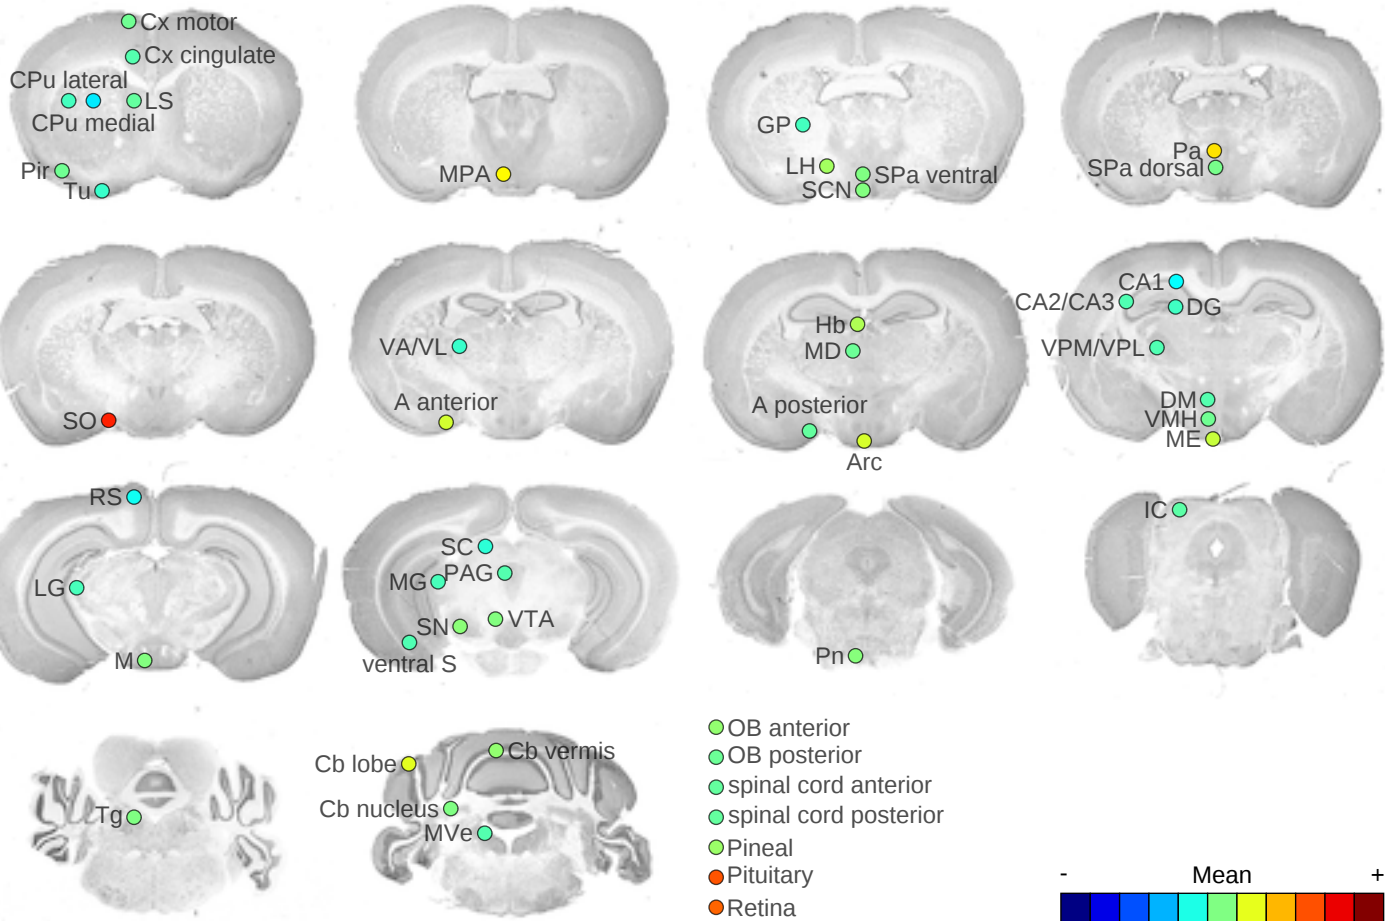 Cx motor
Cx cingulate
CPu lateral
LS
CPu medial
Pir
Tu
MPA
GP
LH
SPa ventral
SCN
Pa
SPa dorsal
SO
VA/VL
A anterior
Hb
MD
A posterior
Arc
CA1
CA2/CA3
DG
VPM/VPL
DM
VMH
ME
RS
LG
M
SC
MG
PAG
SN
VTA
ventral S
Pn
IC
Tg
Cb lobe
Cb vermis
Cb nucleus
MVe
OB anterior
OB posterior
spinal cord anterior
spinal cord posterior
Pineal
Pituitary
Retina
- Mean +